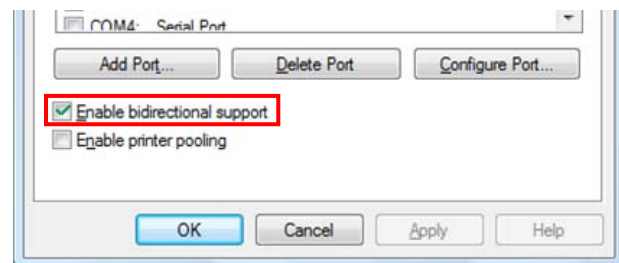 COM4: Serial Port
Add Port... Delete Port Configure Port...
Enable bidirectional support
Enable printer pooling
OK Cancel Apply Help